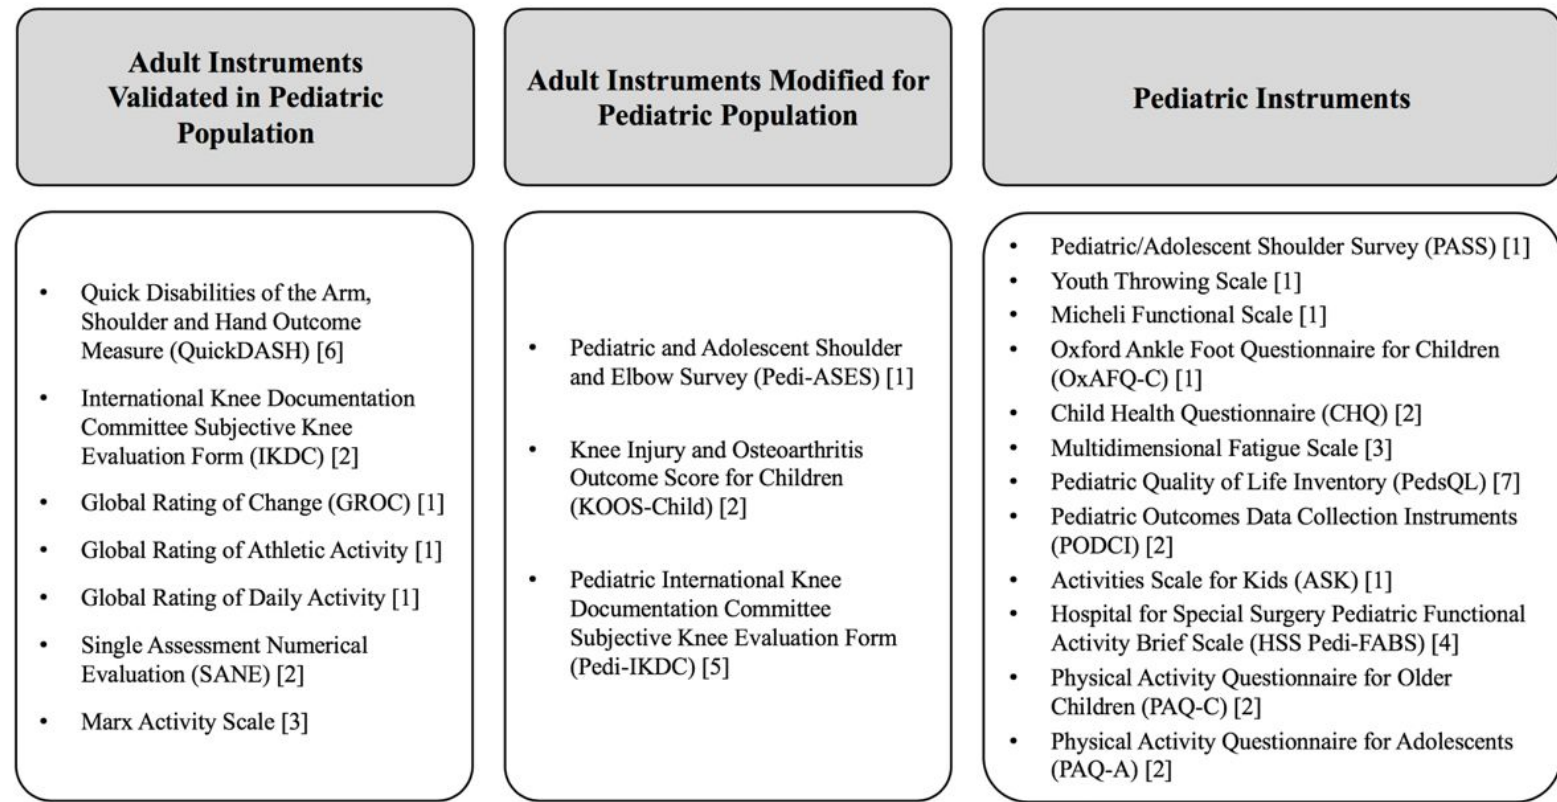 Adult Instruments
Validated in Pediatric
Population
Adult Instruments Modified for
Pediatric Population
Pediatric Instruments
• Quick Disabilities of the Arm,
Shoulder and Hand Outcome
Measure (QuickDASH) [6]
• International Knee Documentation
Committee Subjective Knee
Evaluation Form (IKDC) [2]
• Global Rating of Change (GROC) [1]
• Global Rating of Athletic Activity [1]
• Global Rating of Daily Activity [1]
• Single Assessment Numerical
Evaluation (SANE) [2]
• Marx Activity Scale [3]
• Pediatric and Adolescent Shoulder
and Elbow Survey (Pedi-ASES) [1]
• Knee Injury and Osteoarthritis
Outcome Score for Children
(KOOS-Child) [2]
• Pediatric International Knee
Documentation Committee
Subjective Knee Evaluation Form
(Pedi-IKDC) [5]
• Pediatric/Adolescent Shoulder Survey (PASS) [1]
• Youth Throwing Scale [1]
• Micheli Functional Scale [1]
• Oxford Ankle Foot Questionnaire for Children
(OxAFQ-C) [1]
• Child Health Questionnaire (CHQ) [2]
• Multidimensional Fatigue Scale [3]
• Pediatric Quality of Life Inventory (PedsQL) [7]
• Pediatric Outcomes Data Collection Instruments
(PODCI) [2]
• Activities Scale for Kids (ASK) [1]
• Hospital for Special Surgery Pediatric Functional
Activity Brief Scale (HSS Pedi-FABS) [4]
• Physical Activity Questionnaire for Older
Children (PAQ-C) [2]
• Physical Activity Questionnaire for Adolescents
(PAQ-A) [2]